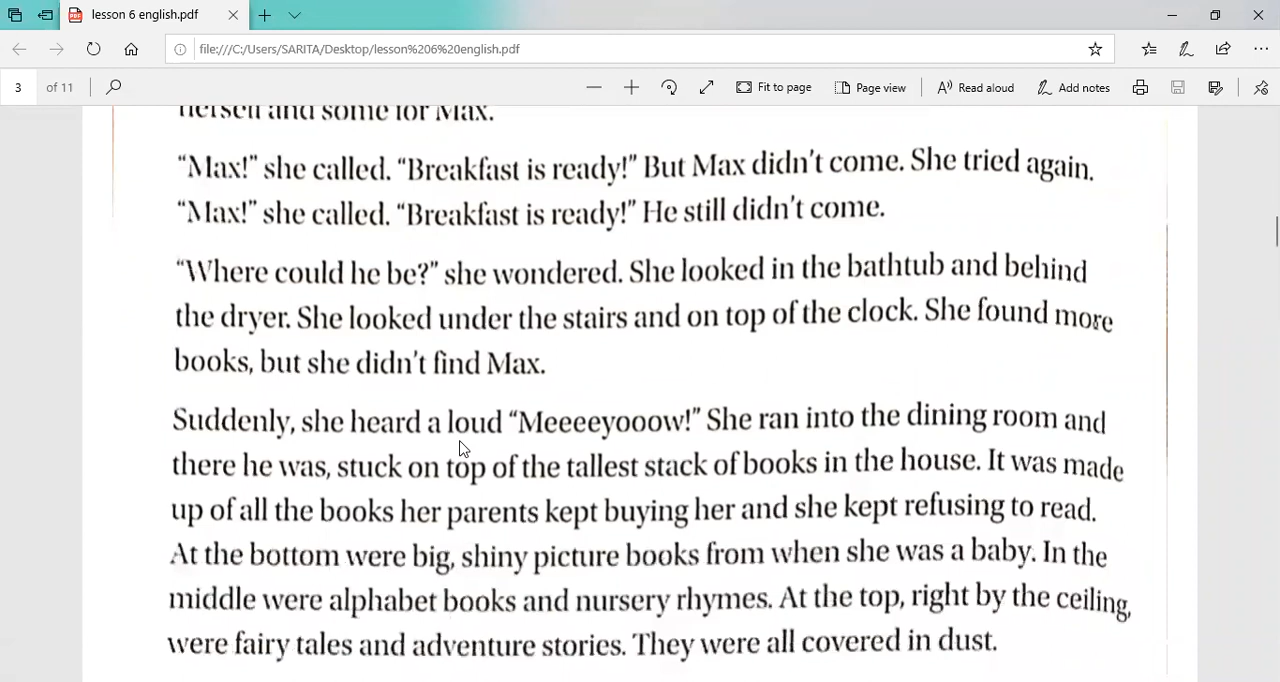 lesson 6 english.pdf
file:///C:/Users/SARITA/Desktop/lesson%206%20english.pdf
3 of 11 Fit to page Page view Read aloud Add notes
herself and some for Max.
“Max!” she called. “Breakfast is ready!” But Max didn’t come. She tried again.
“Max!” she called. “Breakfast is ready!” He still didn’t come.
“Where could he be?” she wondered. She looked in the bathtub and behind
the dryer. She looked under the stairs and on top of the clock. She found more
books, but she didn’t find Max.
Suddenly, she heard a loud “Meeeeyooow!” She ran into the dining room and
there he was, stuck on top of the tallest stack of books in the house. It was made
up of all the books her parents kept buying her and she kept refusing to read.
At the bottom were big, shiny picture books from when she was a baby. In the
middle were alphabet books and nursery rhymes. At the top, right by the ceiling,
were fairy tales and adventure stories. They were all covered in dust.